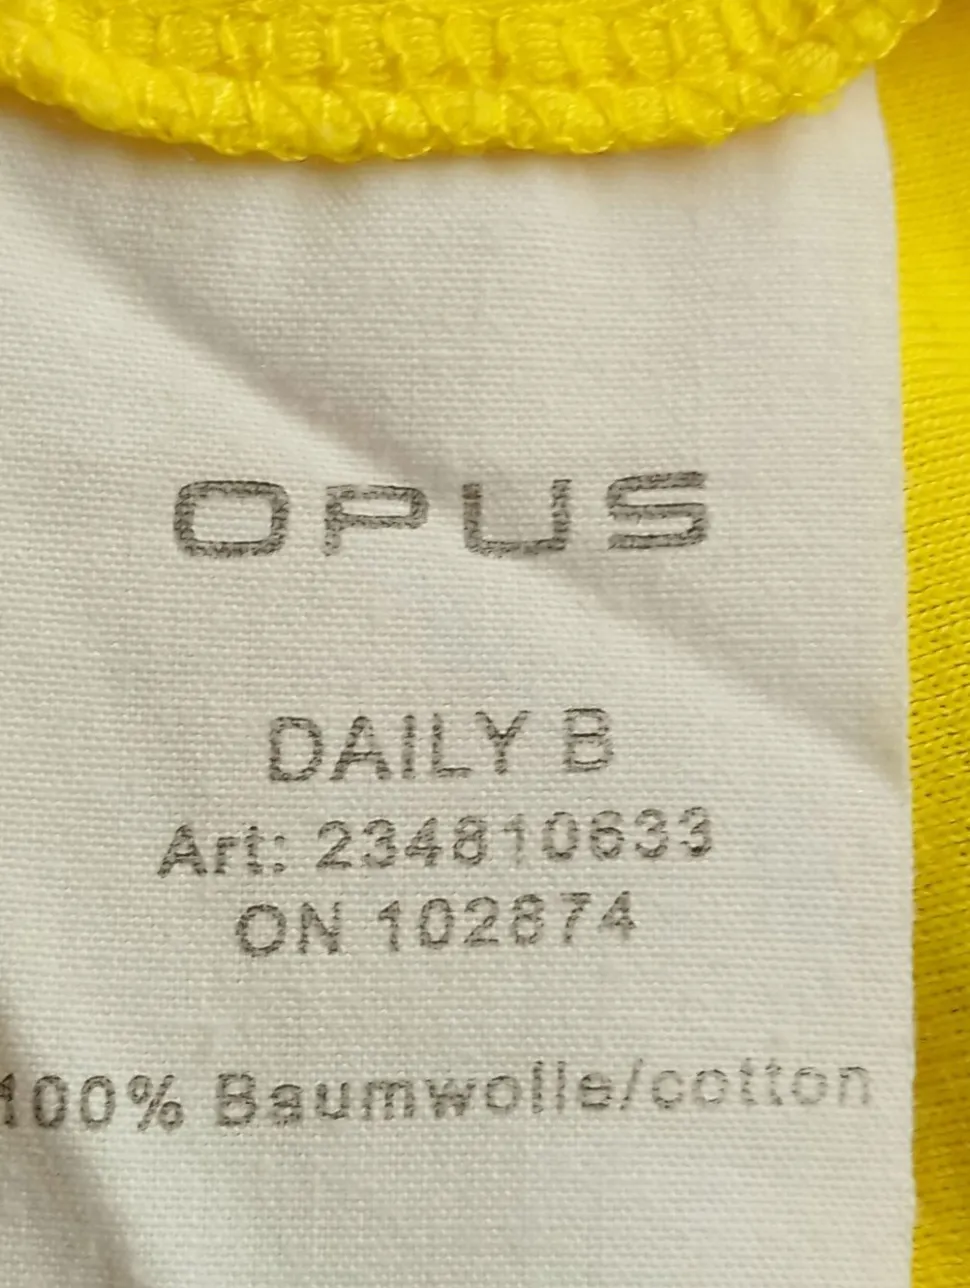 OPUS
DAILY B
Art: 234810633
ON 102874
100% Baumwolle/cotton